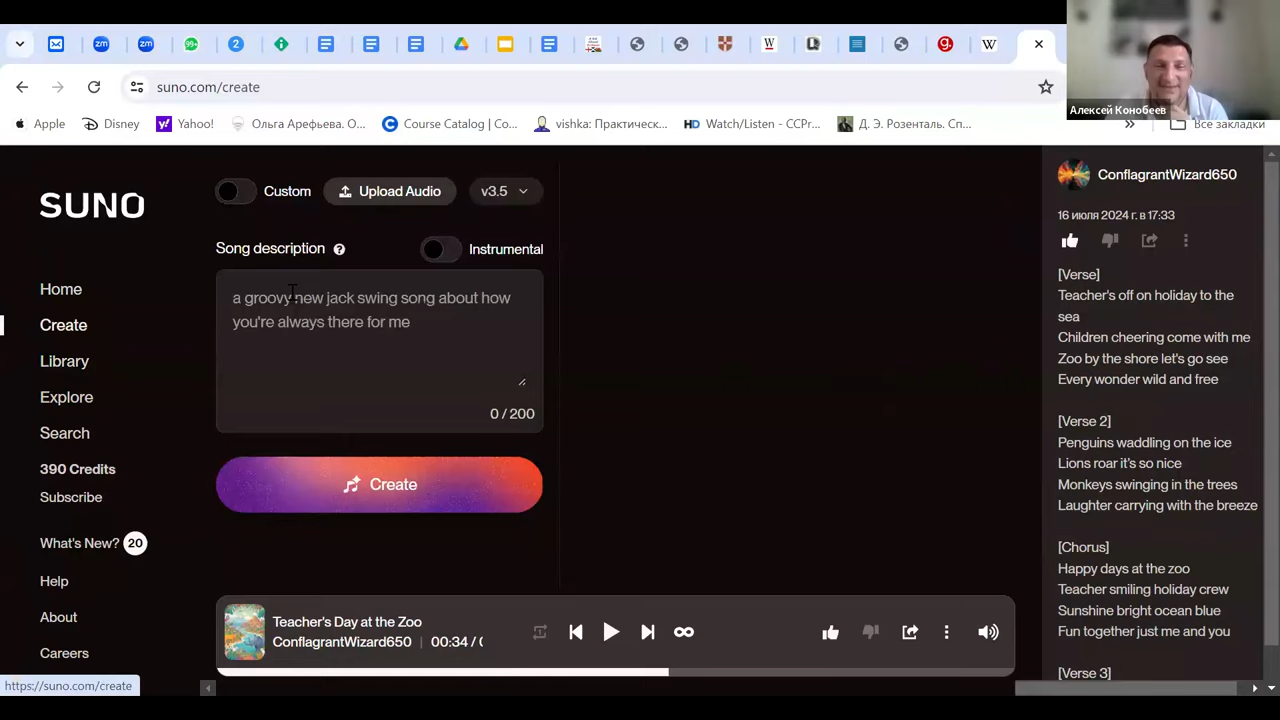 99+
2
suno.com/create
Алексей Конобеев
Apple
Disney
Yahoo!
Ольга Арефьева. О...
Course Catalog | Co...
vishka: Практическ...
HD Watch/Listen - CCPr...
Д. Э. Розенталь. Сп...
»
Все закладки
SUNO
Custom
Upload Audio
v3.5
ConflagrantWizard650
16 июля 2024 г. в 17:33
Song description ?
Instrumental
a groovy new jack swing song about how
you're always there for me
0 / 200
Create
Home
Create
Library
Explore
Search
390 Credits
Subscribe
What's New? 20
Help
About
Careers
[Verse]
Teacher's off on holiday to the
sea
Children cheering come with me
Zoo by the shore let's go see
Every wonder wild and free
[Verse 2]
Penguins waddling on the ice
Lions roar it's so nice
Monkeys swinging in the trees
Laughter carrying with the breeze
[Chorus]
Happy days at the zoo
Teacher smiling holiday crew
Sunshine bright ocean blue
Fun together just me and you
[Verse 3]
Teacher's Day at the Zoo
ConflagrantWizard650 | 00:34 / 0
https://suno.com/create